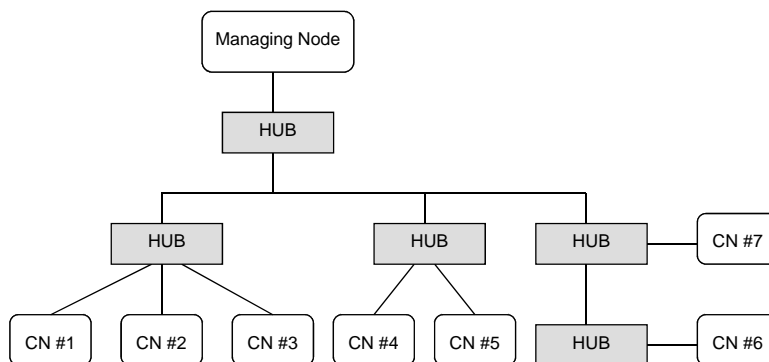 Managing Node
HUB
HUB
HUB
HUB
CN #7
CN #1
CN #2
CN #3
CN #4
CN #5
HUB
CN #6